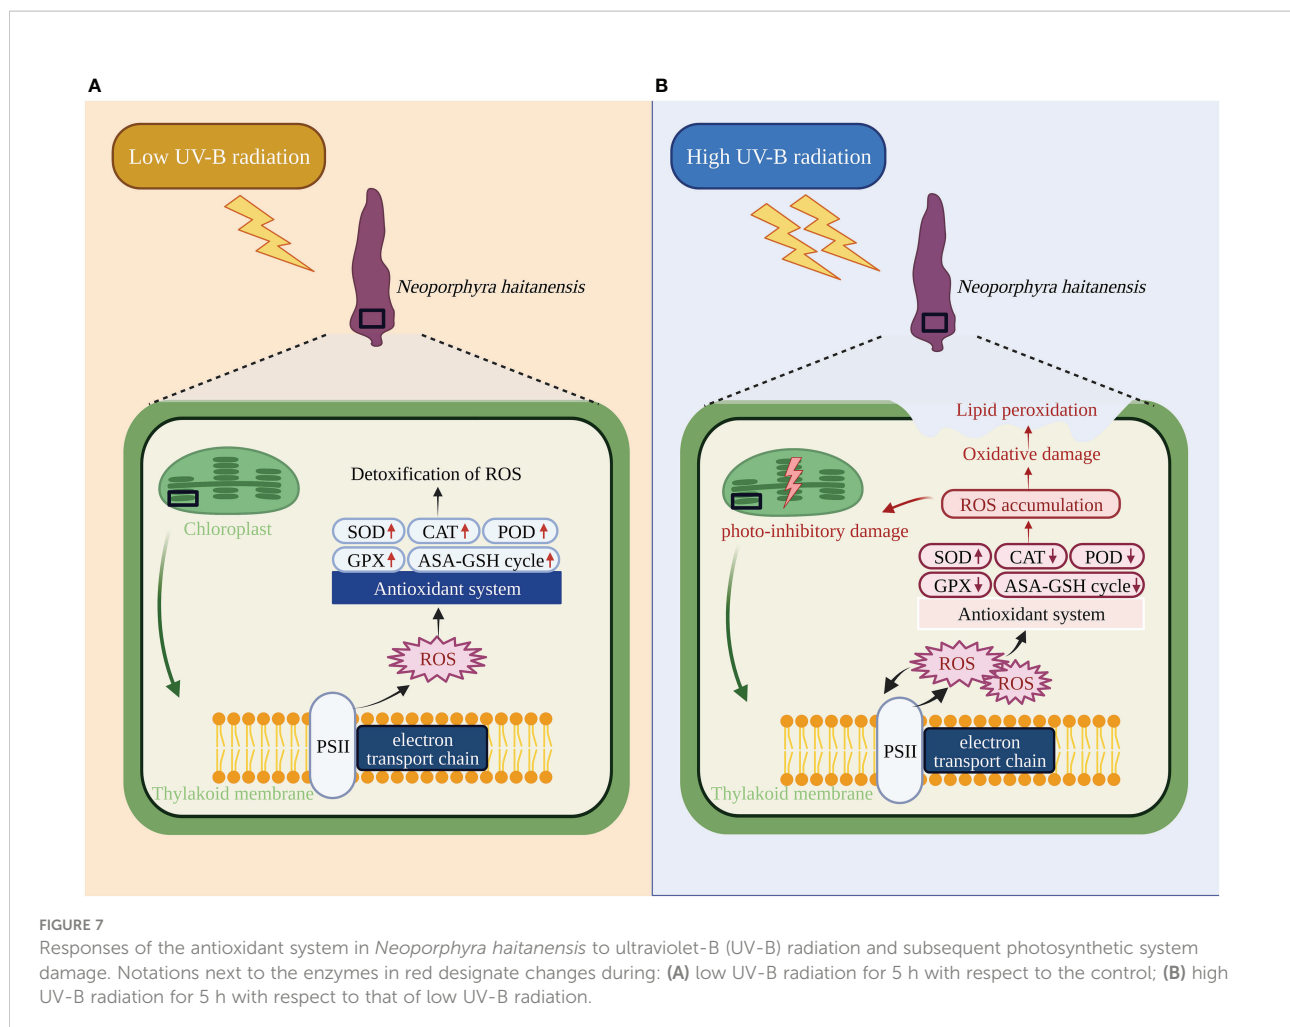 A
Low UV-B radiation
Neoporphyra haitanensis
Chloroplast
Detoxification of ROS
SOD CAT POD
GPX ASA-GSH cycle
Antioxidant system
ROS
PSII
electron
transport chain
Thylakoid membrane
B
High UV-B radiation
Neoporphyra haitanensis
Lipid peroxidation
Oxidative damage
ROS accumulation
photo-inhibitory damage
SOD CAT POD
GPX ASA-GSH cycle
Antioxidant system
ROS
ROS
PSII
electron
transport chain
Thylakoid membrane
FIGURE 7
Responses of the antioxidant system in Neoporphyra haitanensis to ultraviolet-B (UV-B) radiation and subsequent photosynthetic system
damage. Notations next to the enzymes in red designate changes during: (A) low UV-B radiation for 5 h with respect to the control; (B) high
UV-B radiation for 5 h with respect to that of low UV-B radiation.